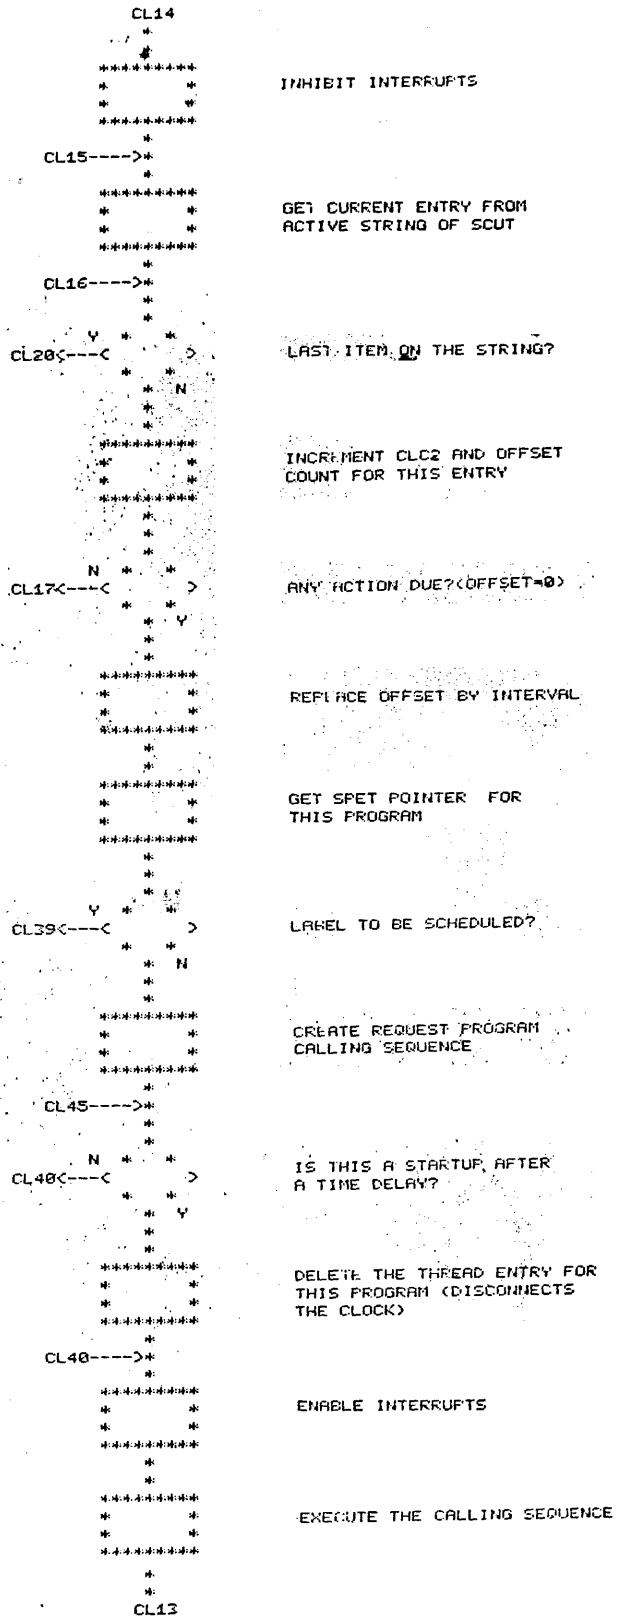 CL14
INHIBIT INTERRUPTS
CL15---->
GET CURRENT ENTRY FROM
ACTIVE STRING OF SCUT
CL16---->
Y
CL20<---< > LAST ITEM ON THE STRING?
N
INCREMENT CLC2 AND OFFSET
COUNT FOR THIS ENTRY
N
CL17<---< > ANY ACTION DUE?(OFFSET=0)
Y
REPLACE OFFSET BY INTERVAL
GET SPET POINTER FOR
THIS PROGRAM
Y
CL39<---< > LABEL TO BE SCHEDULED?
N
CREATE REQUEST PROGRAM
CALLING SEQUENCE
CL45---->
N
CL40<---< > IS THIS A STARTUP AFTER
A TIME DELAY?
Y
DELETE THE THREAD ENTRY FOR
THIS PROGRAM (DISCONNECTS
THE CLOCK)
CL40---->
ENABLE INTERRUPTS
EXECUTE THE CALLING SEQUENCE
CL13